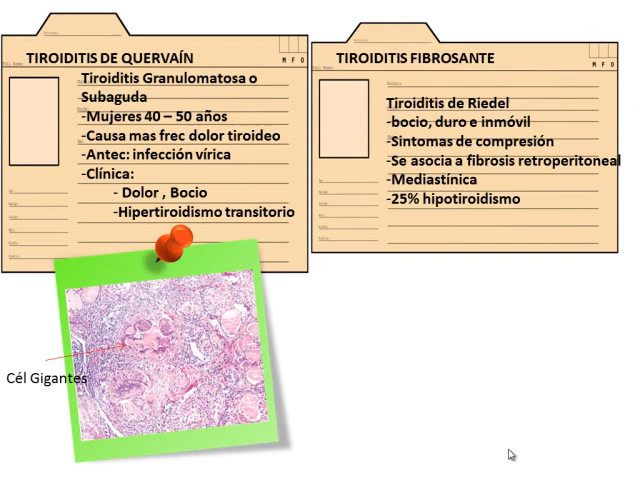 TIROIDITIS DE QUERVAÍN
M F O
Tiroiditis Granulomatosa o
Subaguda
-Mujeres 40 – 50 años
-Causa mas frec dolor tiroideo
-Antec: infección vírica
-Clínica:
- Dolor , Bocio
-Hipertiroidismo transitorio
Cél Gigantes
TIROIDITIS FIBROSANTE
M F O
Tiroiditis de Riedel
-bocio, duro e inmóvil
-Sintomas de compresión
-Se asocia a fibrosis retroperitoneal
-Mediastínica
-25% hipotiroidismo